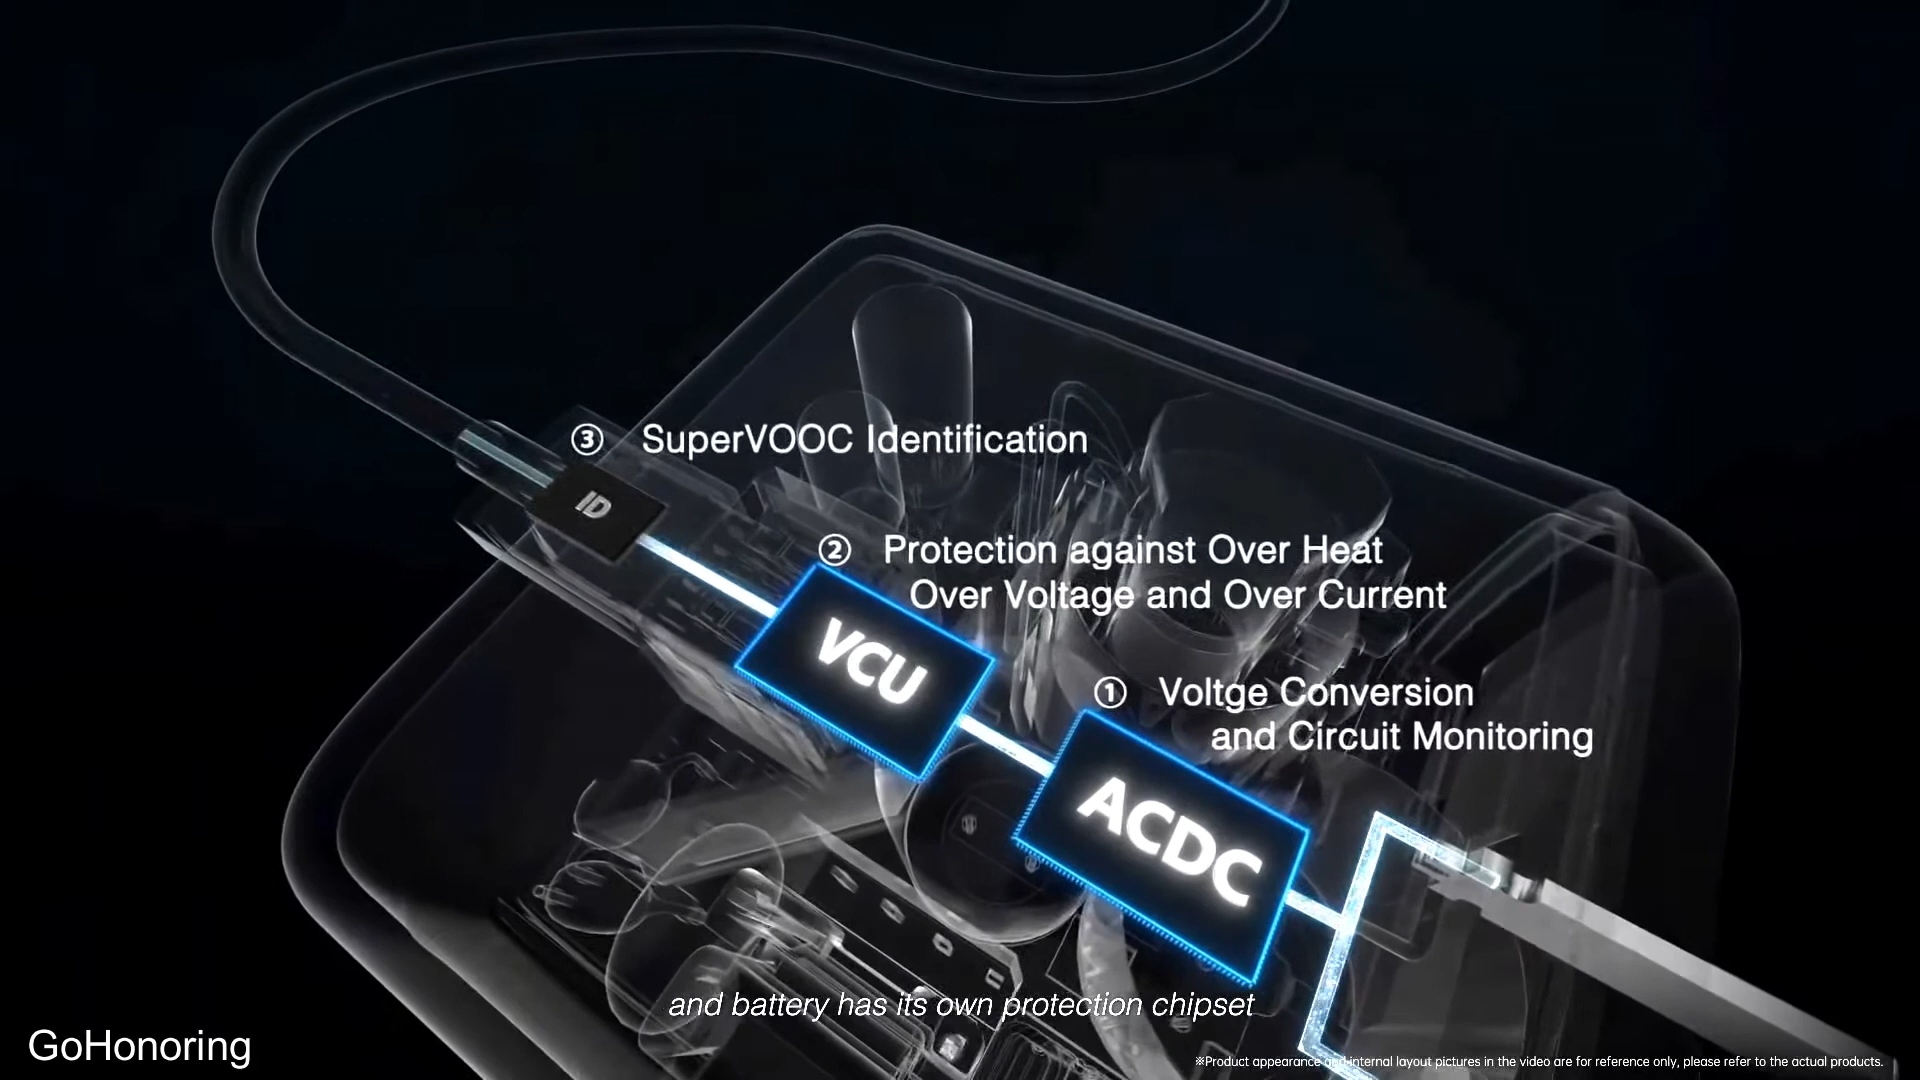 ③ SuperVOOC Identification
ID
② Protection against Over Heat
Over Voltage and Over Current
VCU
① Voltge Conversion
and Circuit Monitoring
ACDC
and battery has its own protection chipset
GoHonoring
※Product appearance and internal layout pictures in the video are for reference only, please refer to the actual products.